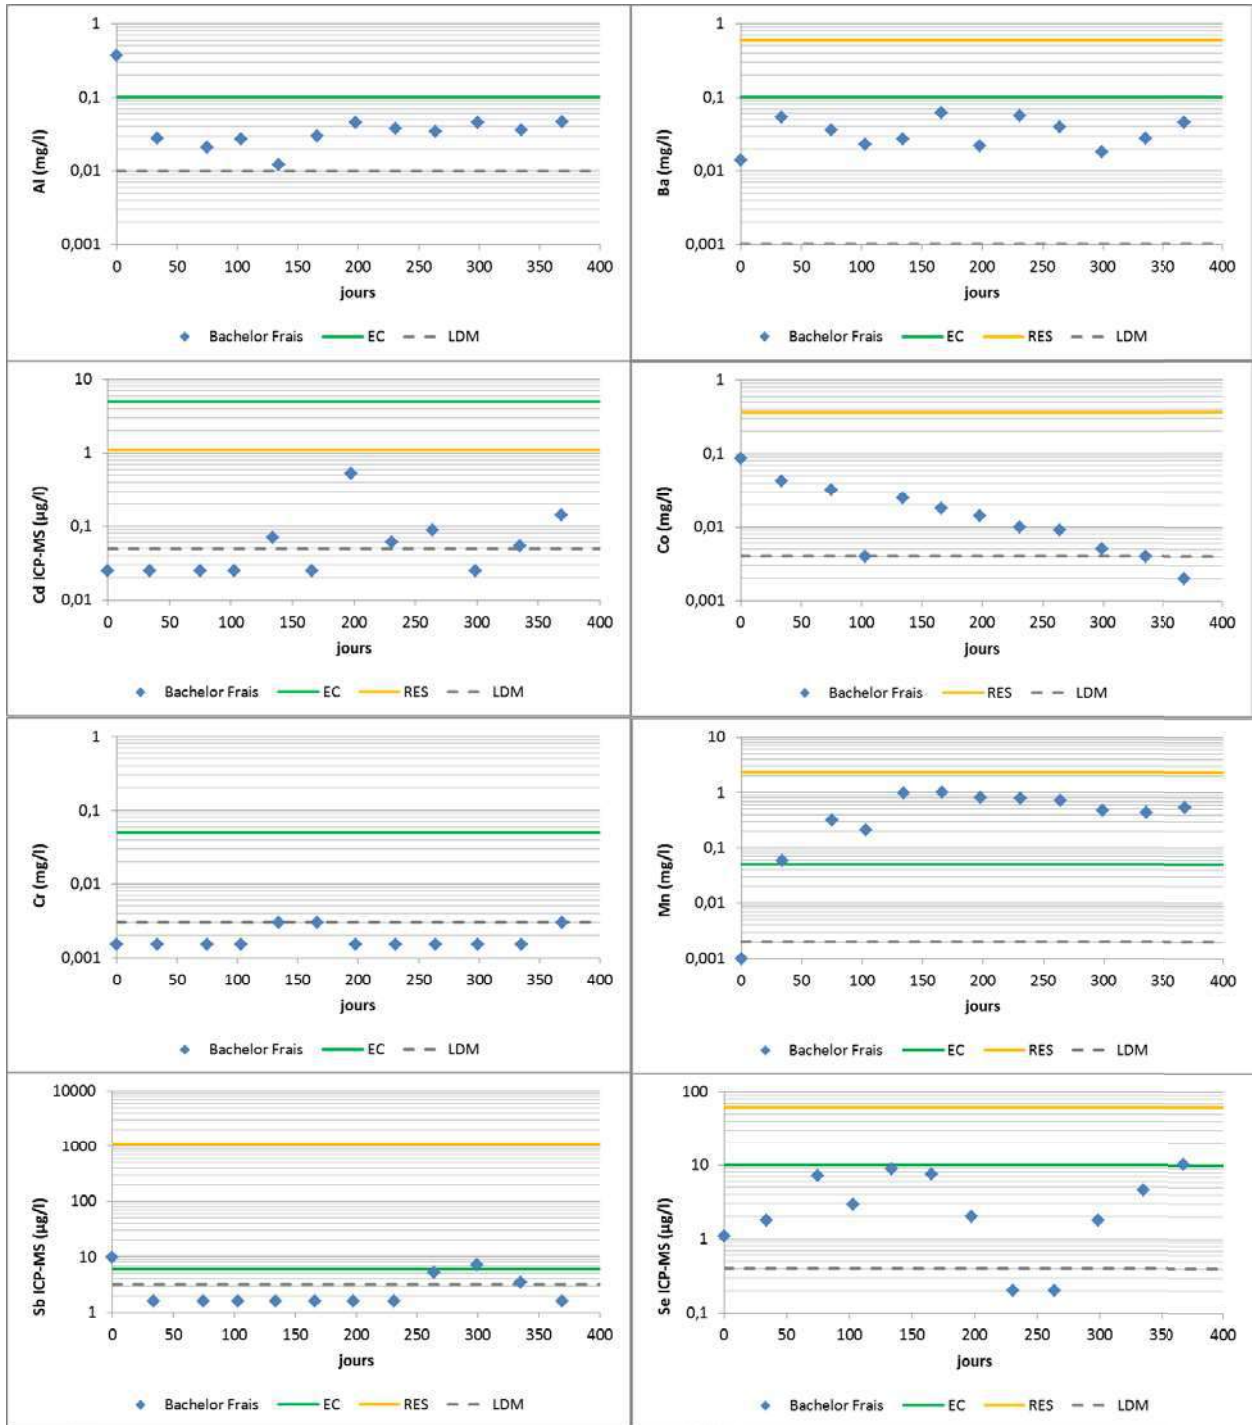 Al (mg/l)
1
0,1
0,01
0,001
0 50 100 150 200 250 300 350 400
jours
Bachelor Frais EC LDM
Ba (mg/l)
1
0,1
0,01
0,001
0 50 100 150 200 250 300 350 400
jours
Bachelor Frais EC RES LDM
Cd ICP-MS (µg/l)
10
1
0,1
0,01
0 50 100 150 200 250 300 350 400
jours
Bachelor Frais EC RES LDM
Co (mg/l)
1
0,1
0,01
0,001
0 50 100 150 200 250 300 350 400
jours
Bachelor Frais RES LDM
Cr (mg/l)
1
0,1
0,01
0,001
0 50 100 150 200 250 300 350 400
jours
Bachelor Frais EC LDM
Mn (mg/l)
10
1
0,1
0,01
0,001
0 50 100 150 200 250 300 350 400
jours
Bachelor Frais EC RES LDM
Sb ICP-MS (µg/l)
10000
1000
100
10
1
0 50 100 150 200 250 300 350 400
jours
Bachelor Frais EC RES LDM
Se ICP-MS (µg/l)
100
10
1
0,1
0 50 100 150 200 250 300 350 400
jours
Bachelor Frais EC RES LDM